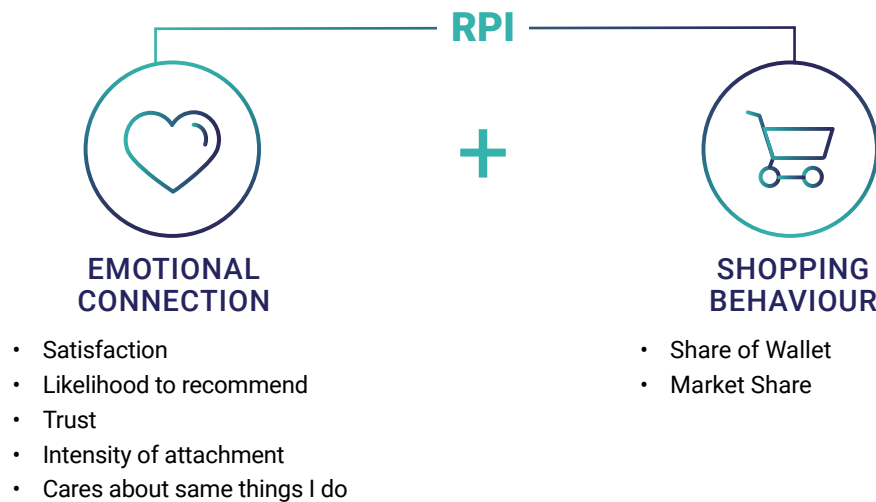 RPI
+
EMOTIONAL
CONNECTION
• Satisfaction
• Likelihood to recommend
• Trust
• Intensity of attachment
• Cares about same things I do
SHOPPING
BEHAVIOUR
• Share of Wallet
• Market Share